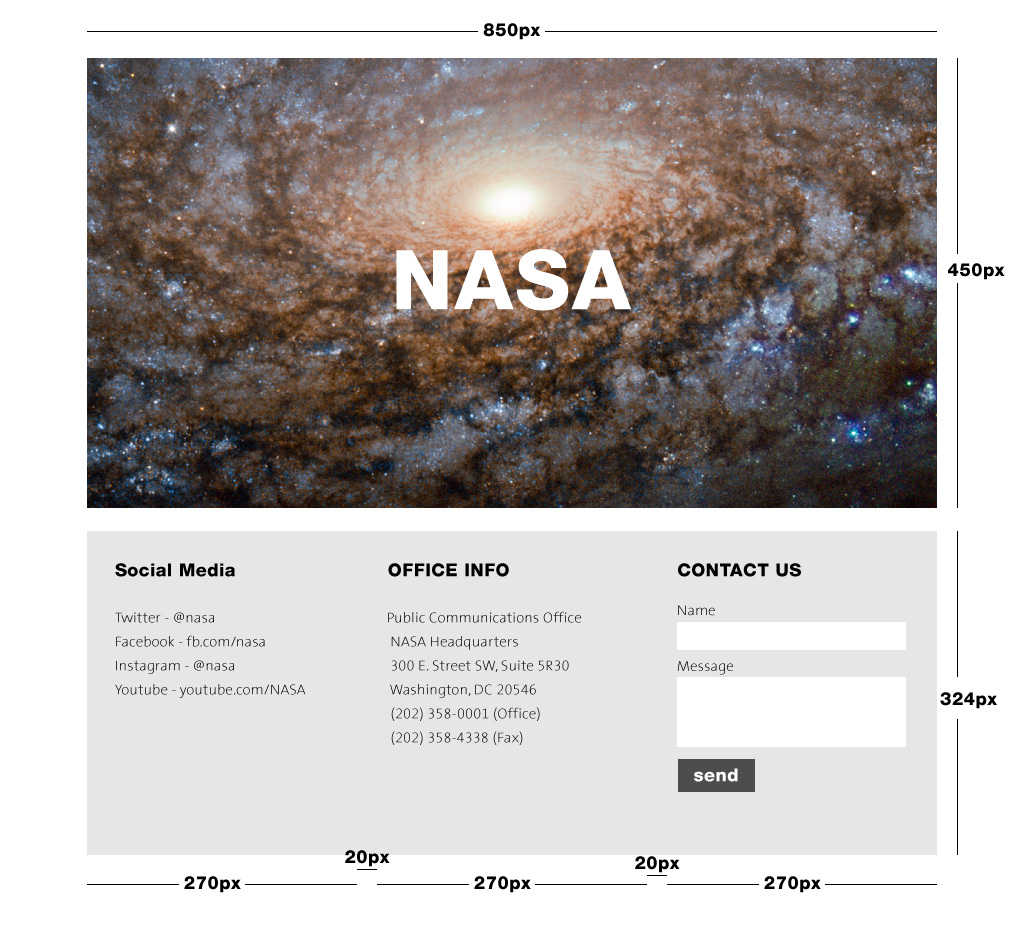 850px
NASA
450px
Social Media
Twitter - @nasa
Facebook - fb.com/nasa
Instagram - @nasa
Youtube - youtube.com/NASA
OFFICE INFO
Public Communications Office
NASA Headquarters
300 E. Street SW, Suite 5R30
Washington, DC 20546
(202) 358-0001 (Office)
(202) 358-4338 (Fax)
CONTACT US
Name
Message
send
324px
20px
20px
270px
270px
270px